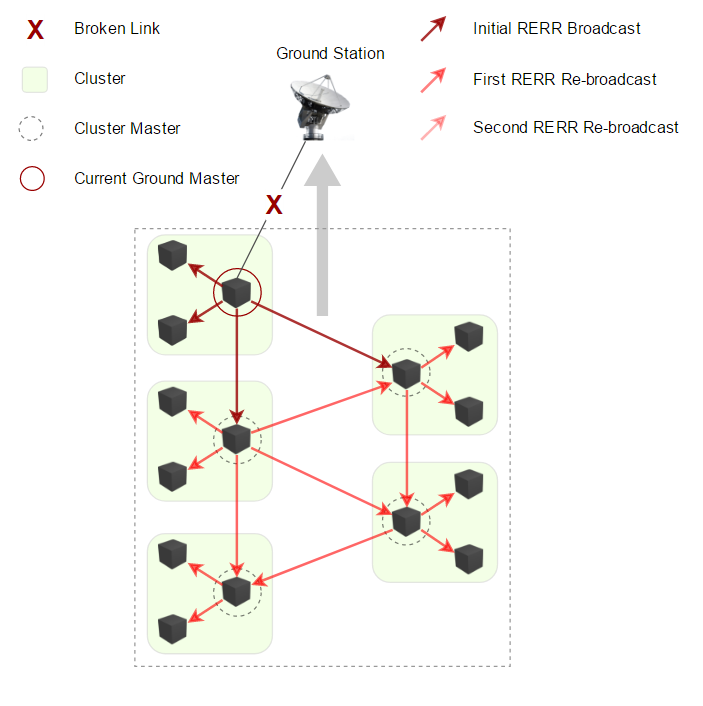 X Broken Link
Cluster
Cluster Master
Current Ground Master
Ground Station
Initial RERR Broadcast
First RERR Re-broadcast
Second RERR Re-broadcast
X